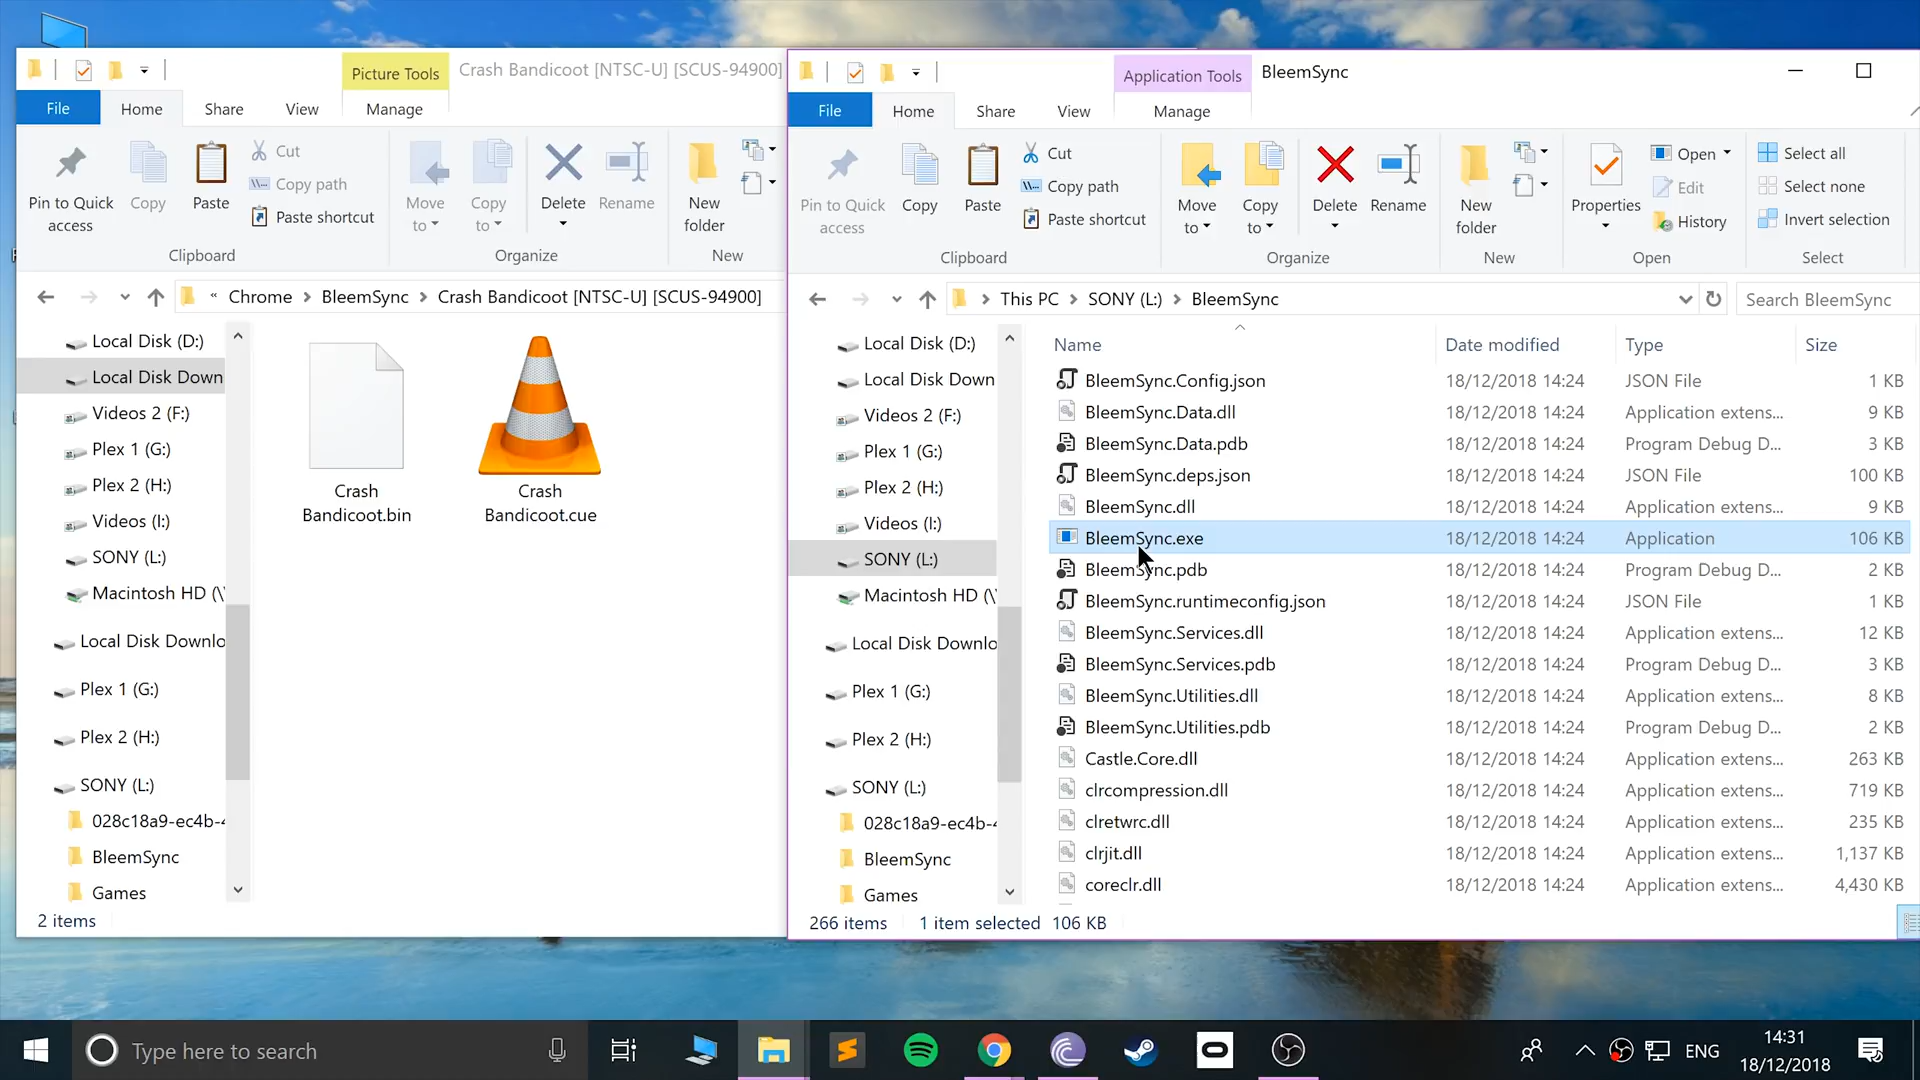 Picture Tools
Crash Bandicoot [NTSC-U] [SCUS-94900]
File
Home
Share
View
Manage
Pin to Quick
access
Copy
Paste
Cut
Copy path
Paste shortcut
Clipboard
Move
to
Copy
to
Delete
Rename
Organize
New
folder
New
« Chrome > BleemSync > Crash Bandicoot [NTSC-U] [SCUS-94900]
Local Disk (D:)
Local Disk Down
Videos 2 (F:)
Plex 1 (G:)
Plex 2 (H:)
Videos (I:)
SONY (L:)
Macintosh HD (\\
Local Disk Downlo
Plex 1 (G:)
Plex 2 (H:)
SONY (L:)
028c18a9-ec4b-4
BleemSync
Games
Crash
Bandicoot.bin
Crash
Bandicoot.cue
2 items
Application Tools
BleemSync
File
Home
Share
View
Manage
Pin to Quick
access
Copy
Paste
Cut
Copy path
Paste shortcut
Clipboard
Move
to
Copy
to
Delete
Rename
Organize
New
folder
New
Properties
Open
Edit
History
Open
Select all
Select none
Invert selection
Select
> This PC > SONY (L:) > BleemSync
Search BleemSync
Local Disk (D:)
Local Disk Down
Videos 2 (F:)
Plex 1 (G:)
Plex 2 (H:)
Videos (I:)
SONY (L:)
Macintosh HD (\\
Local Disk Downlo
Plex 1 (G:)
Plex 2 (H:)
SONY (L:)
028c18a9-ec4b-4
BleemSync
Games
Name Date modified Type Size
BleemSync.Config.json 18/12/2018 14:24 JSON File 1 KB
BleemSync.Data.dll 18/12/2018 14:24 Application extens... 9 KB
BleemSync.Data.pdb 18/12/2018 14:24 Program Debug D... 3 KB
BleemSync.deps.json 18/12/2018 14:24 JSON File 100 KB
BleemSync.dll 18/12/2018 14:24 Application extens... 9 KB
BleemSync.exe 18/12/2018 14:24 Application 106 KB
BleemSync.pdb 18/12/2018 14:24 Program Debug D... 2 KB
BleemSync.runtimeconfig.json 18/12/2018 14:24 JSON File 1 KB
BleemSync.Services.dll 18/12/2018 14:24 Application extens... 12 KB
BleemSync.Services.pdb 18/12/2018 14:24 Program Debug D... 3 KB
BleemSync.Utilities.dll 18/12/2018 14:24 Application extens... 8 KB
BleemSync.Utilities.pdb 18/12/2018 14:24 Program Debug D... 2 KB
Castle.Core.dll 18/12/2018 14:24 Application extens... 263 KB
clrcompression.dll 18/12/2018 14:24 Application extens... 719 KB
clretwrc.dll 18/12/2018 14:24 Application extens... 235 KB
clrjit.dll 18/12/2018 14:24 Application extens... 1,137 KB
coreclr.dll 18/12/2018 14:24 Application extens... 4,430 KB
266 items 1 item selected 106 KB
Type here to search
ENG
14:31
18/12/2018